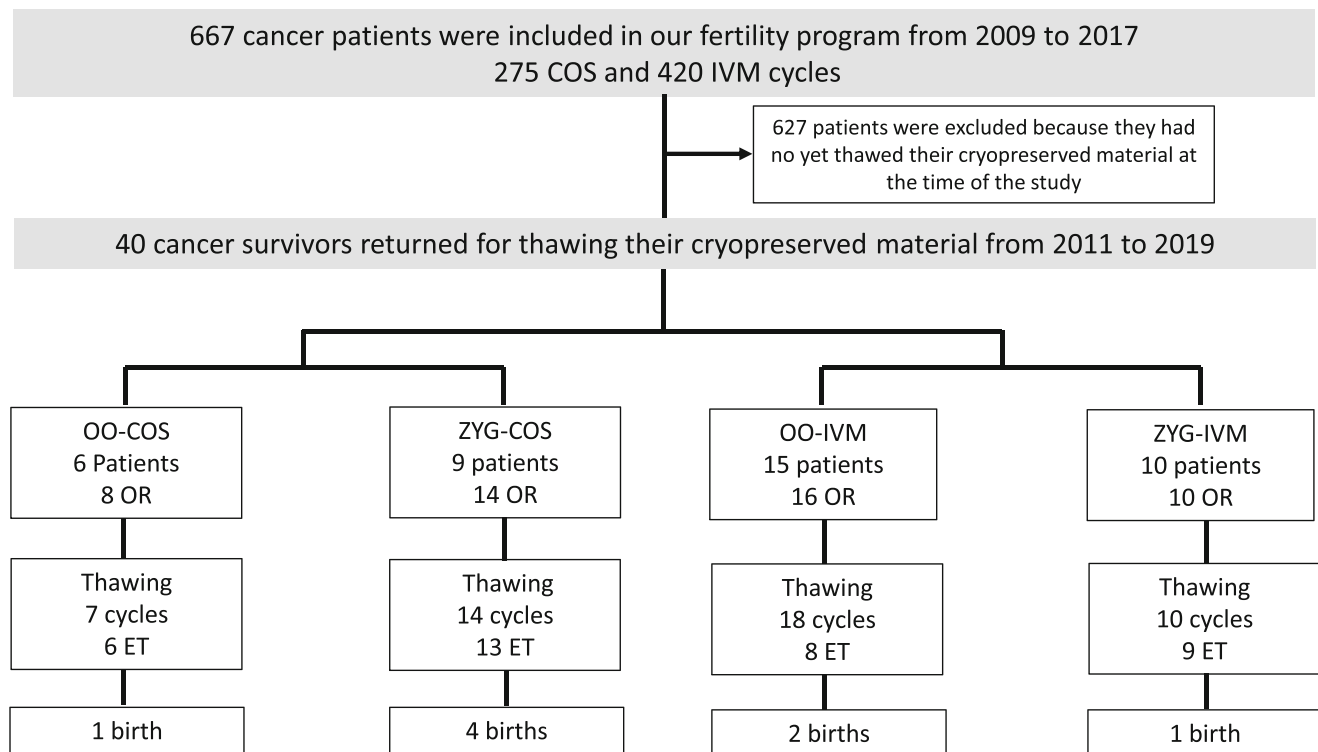 667 cancer patients were included in our fertility program from 2009 to 2017
275 COS and 420 IVM cycles
627 patients were excluded because they had
no yet thawed their cryopreserved material at
the time of the study
40 cancer survivors returned for thawing their cryopreserved material from 2011 to 2019
OO-COS
6 Patients
8 OR
ZYG-COS
9 patients
14 OR
OO-IVM
15 patients
16 OR
ZYG-IVM
10 patients
10 OR
Thawing
7 cycles
6 ET
Thawing
14 cycles
13 ET
Thawing
18 cycles
8 ET
Thawing
10 cycles
9 ET
1 birth
4 births
2 births
1 birth